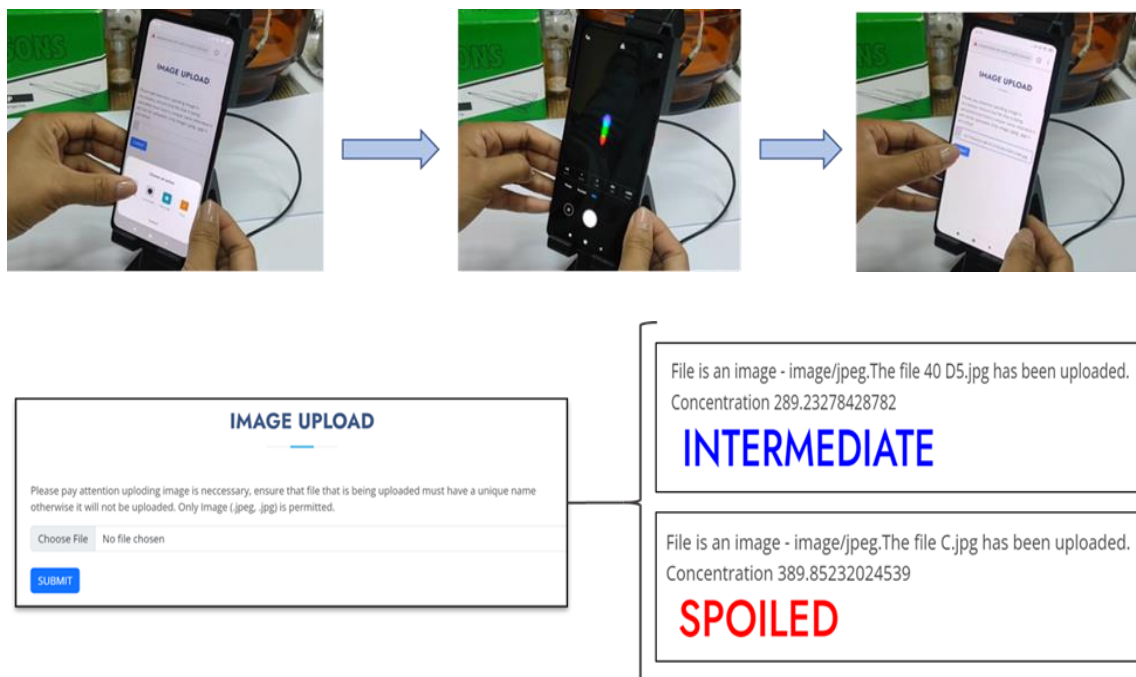 SONS
IMAGE UPLOAD
IMAGE UPLOAD
IMAGE UPLOAD
Please pay attention uploding image is neccessary, ensure that file that is being uploaded must have a unique name
otherwise it will not be uploaded. Only Image (.jpeg, .jpg) is permitted.
Choose File No file chosen
SUBMIT
File is an image - image/jpeg.The file 40 D5.jpg has been uploaded.
Concentration 289.23278428782
INTERMEDIATE
File is an image - image/jpeg.The file C.jpg has been uploaded.
Concentration 389.85232024539
SPOILED